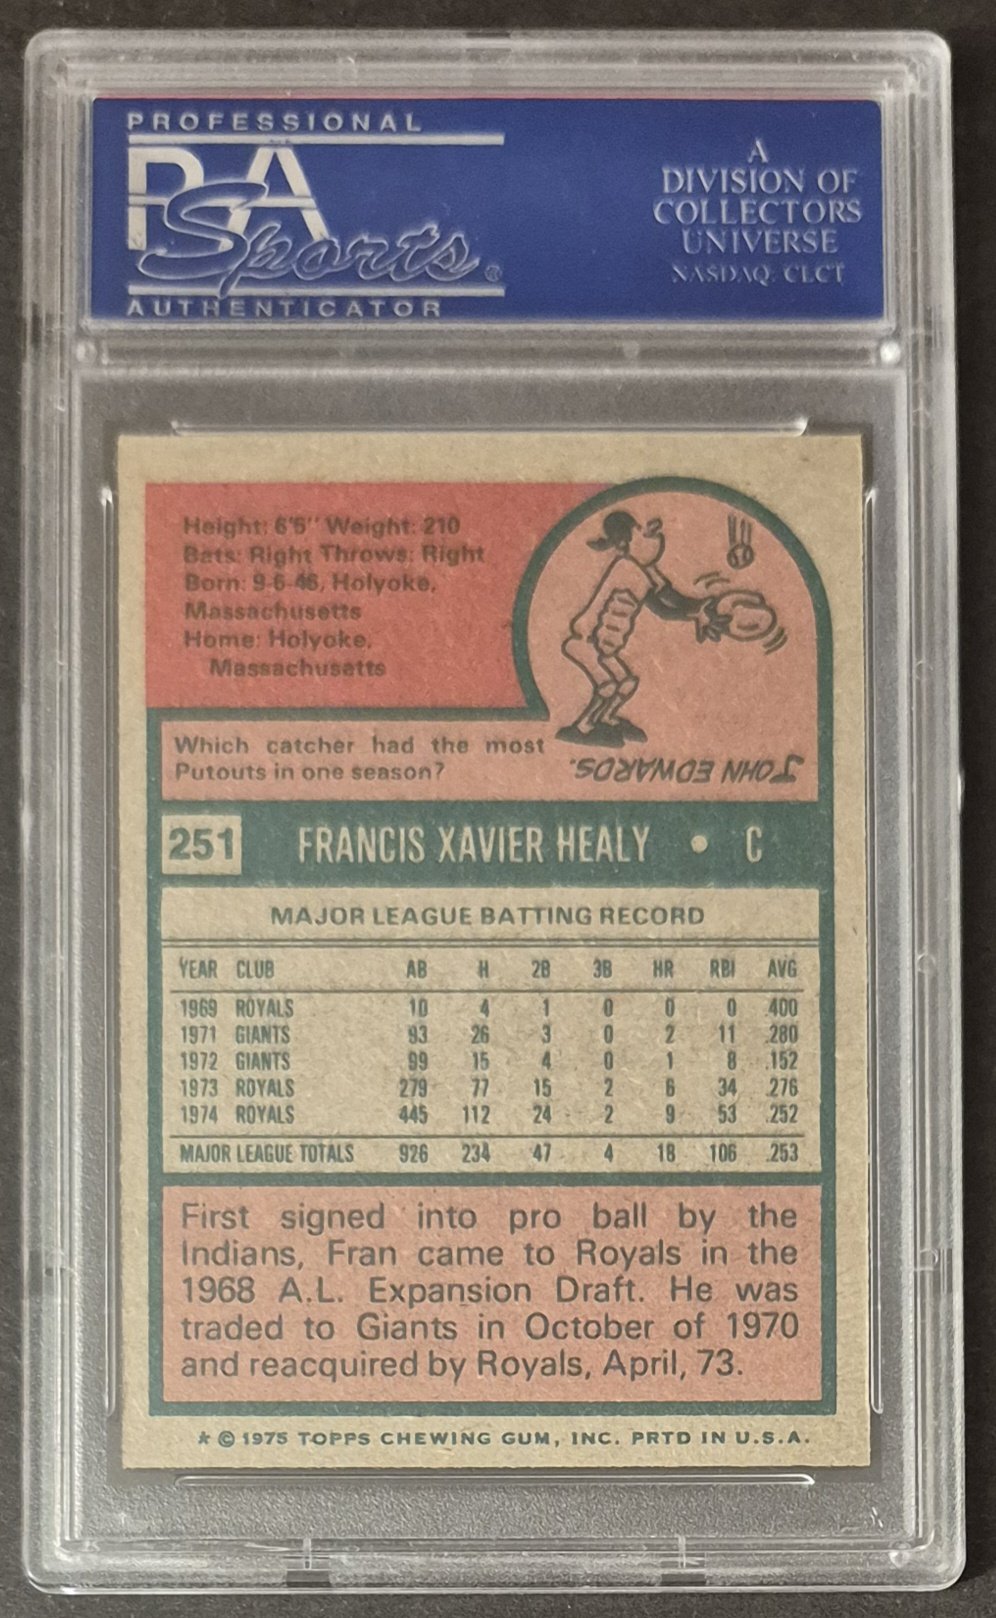 PROFESSIONAL
PSA
Sports®
AUTHENTICATOR
A
DIVISION OF
COLLECTORS
UNIVERSE
NASDAQ: CLCT
Height: 6'5" Weight: 210
Bats: Right Throws: Right
Born: 9-6-46, Holyoke,
Massachusetts
Home: Holyoke,
Massachusetts
Which catcher had the most
Putouts in one season?
JOHN EDWARDS.
251 FRANCIS XAVIER HEALY • C
MAJOR LEAGUE BATTING RECORD
YEAR CLUB AB H 2B 3B HR RBI AVG
1969 ROYALS 10 4 1 0 0 0 .400
1971 GIANTS 93 26 3 0 2 11 .280
1972 GIANTS 99 15 4 0 1 8 .152
1973 ROYALS 279 77 15 2 6 34 .276
1974 ROYALS 445 112 24 2 9 53 .252
MAJOR LEAGUE TOTALS 926 234 47 4 18 106 .253
First signed into pro ball by the
Indians, Fran came to Royals in the
1968 A.L. Expansion Draft. He was
traded to Giants in October of 1970
and reacquired by Royals, April, 73.
* © 1975 TOPPS CHEWING GUM, INC. PRTD IN U.S.A.